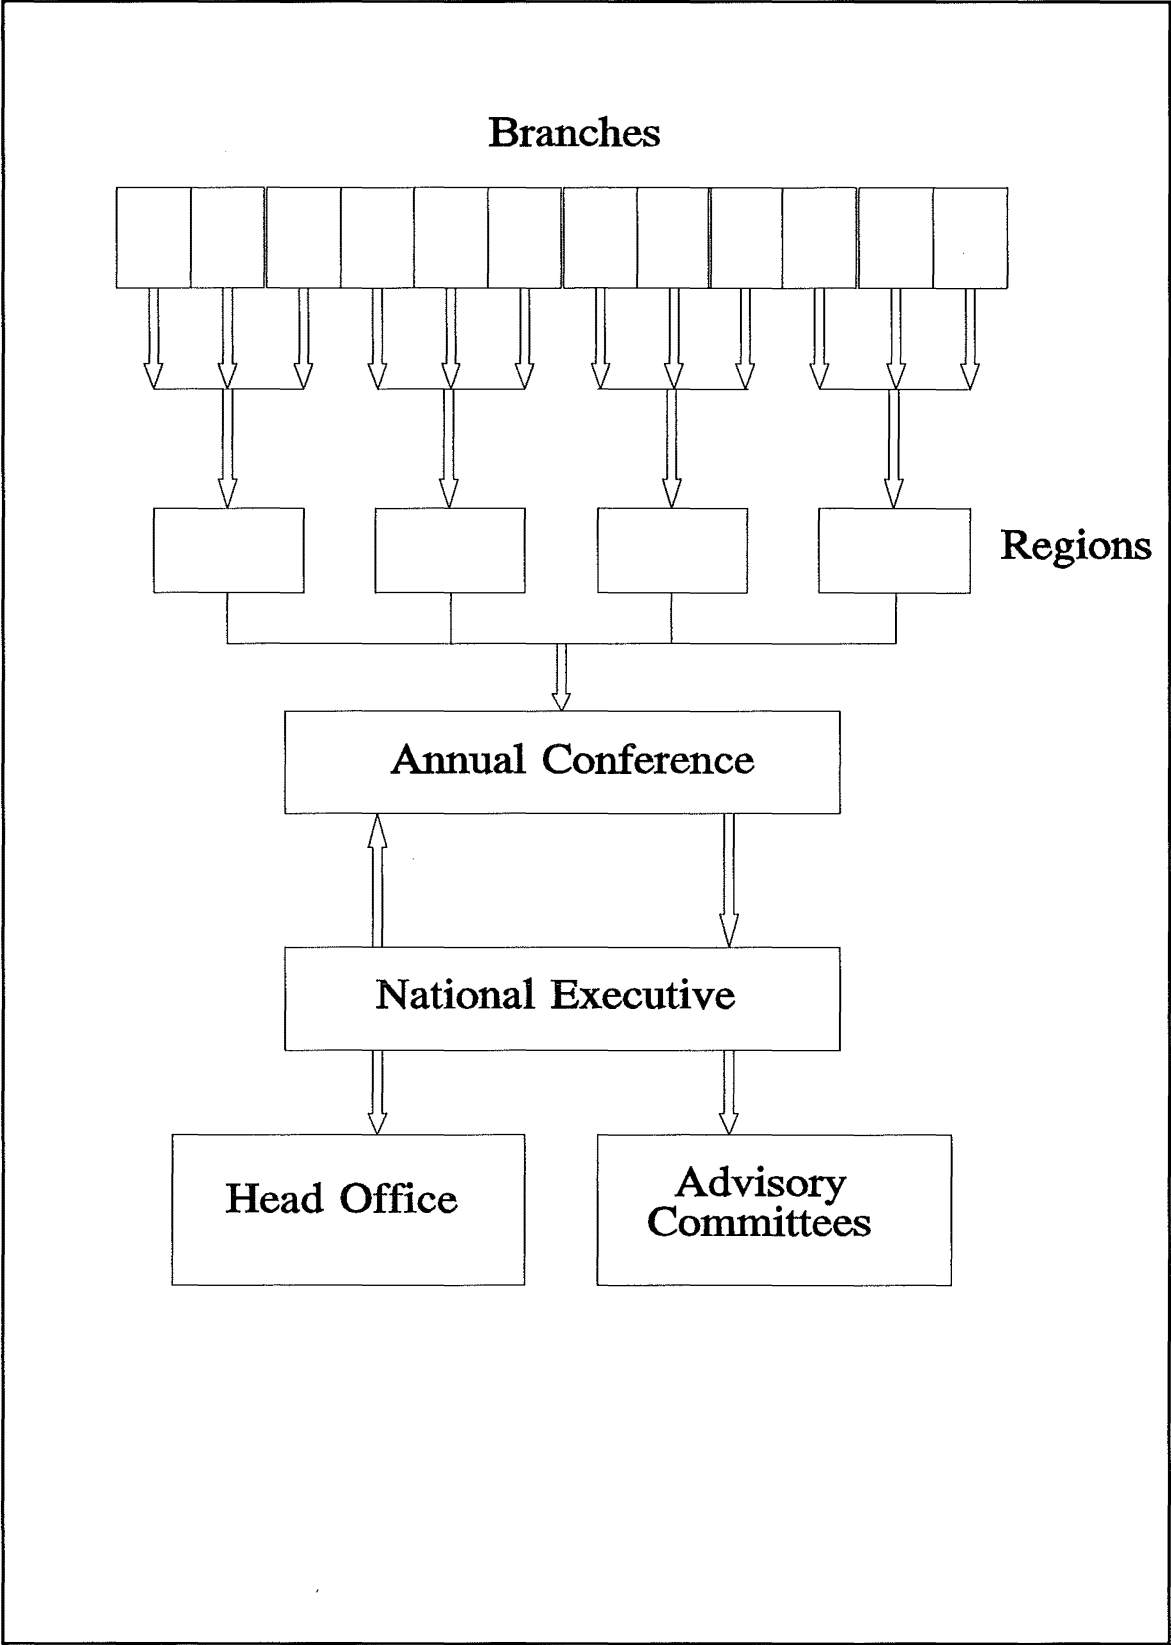 Branches
Regions
Annual Conference
National Executive
Head Office
Advisory
Committees